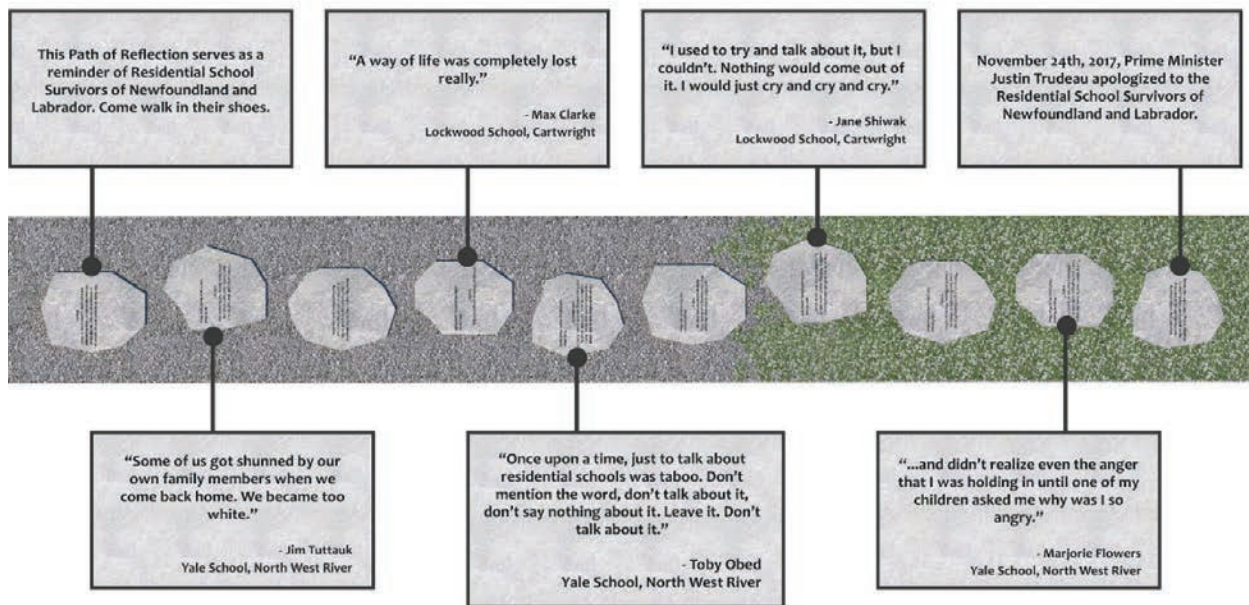 This Path of Reflection serves as a
reminder of Residential School
Survivors of Newfoundland and
Labrador. Come walk in their shoes.
“A way of life was completely lost
really.”
- Max Clarke
Lockwood School, Cartwright
“I used to try and talk about it, but I
couldn’t. Nothing would come out of
it. I would just cry and cry and cry.”
- Jane Shiwak
Lockwood School, Cartwright
November 24th, 2017, Prime Minister
Justin Trudeau apologized to the
Residential School Survivors of
Newfoundland and Labrador.
“Some of us got shunned by our
own family members when we
come back home. We became too
white.”
- Jim Tuttauk
Yale School, North West River
“Once upon a time, just to talk about
residential schools was taboo. Don’t
mention the word, don’t talk about it,
don’t say nothing about it. Leave it. Don’t
talk about it.”
- Toby Obed
Yale School, North West River
“...and didn’t realize even the anger
that I was holding in until one of my
children asked me why was I so
angry.”
- Marjorie Flowers
Yale School, North West River